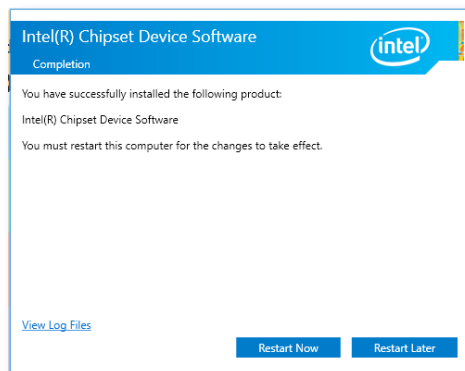 Intel(R) Chipset Device Software
intel
Completion
You have successfully installed the following product:
Intel(R) Chipset Device Software
You must restart this computer for the changes to take effect.
View Log Files
Restart Now
Restart Later